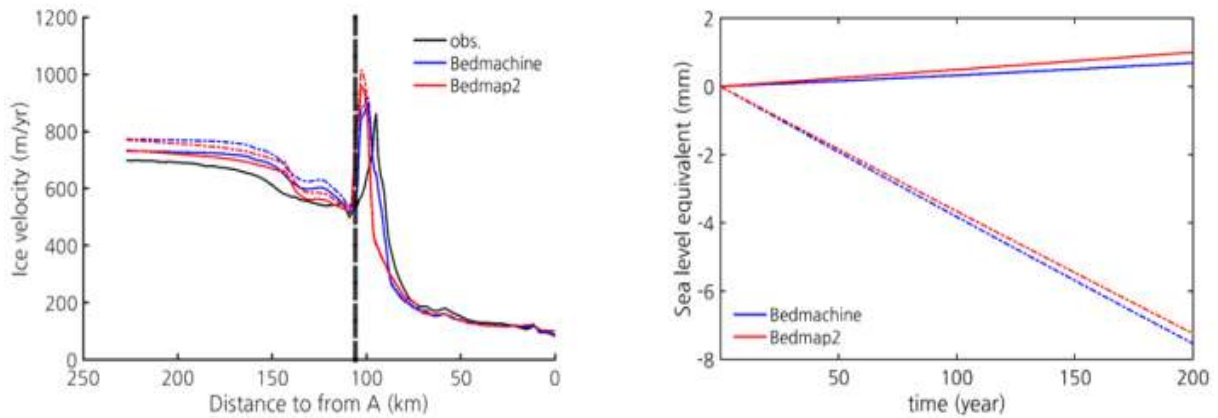 1200
1000
800
600
400
200
0
Ice velocity (m/yr)
obs.
Bedmachine
Bedmap2
250 200 150 100 50 0
Distance to from A (km)
2
0
-2
-4
-6
-8
Sea level equivalent (mm)
Bedmachine
Bedmap2
50 100 150 200
time (year)